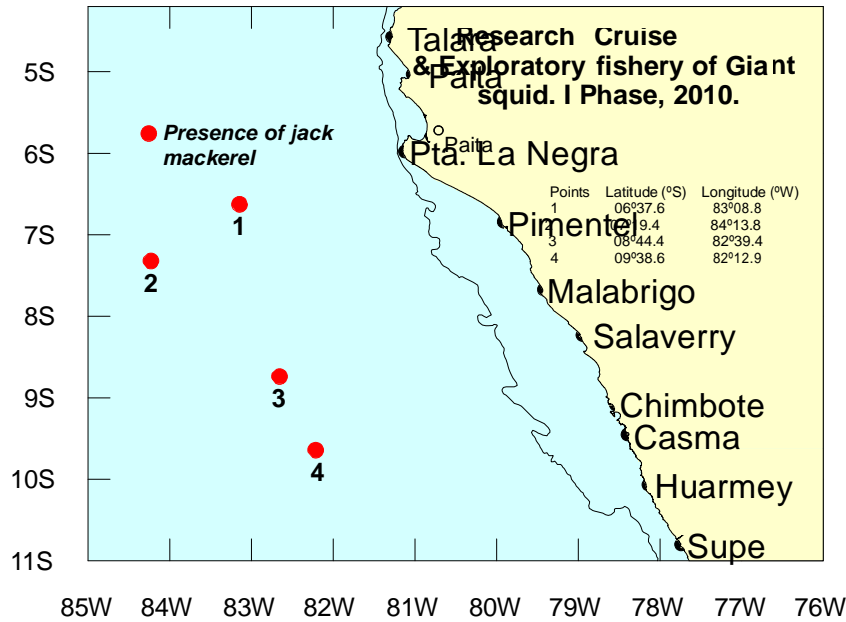 Research Cruise
& Exploratory fishery of Giant
squid. I Phase, 2010.
Talara
Paita
5S
Presence of jack
mackerel
Paita
6S
Pta. La Negra
Points Latitude (ºS) Longitude (ºW)
1 06º37.6 83º08.8
2 19.4 84º13.8
3 08º44.4 82º39.4
4 09º38.6 82º12.9
1
Pimentel
7S
2
Malabrigo
8S
Salaverry
3
9S
Chimbote
Casma
4
10S
Huarmey
Supe
11S
85W 84W 83W 82W 81W 80W 79W 78W 77W 76W